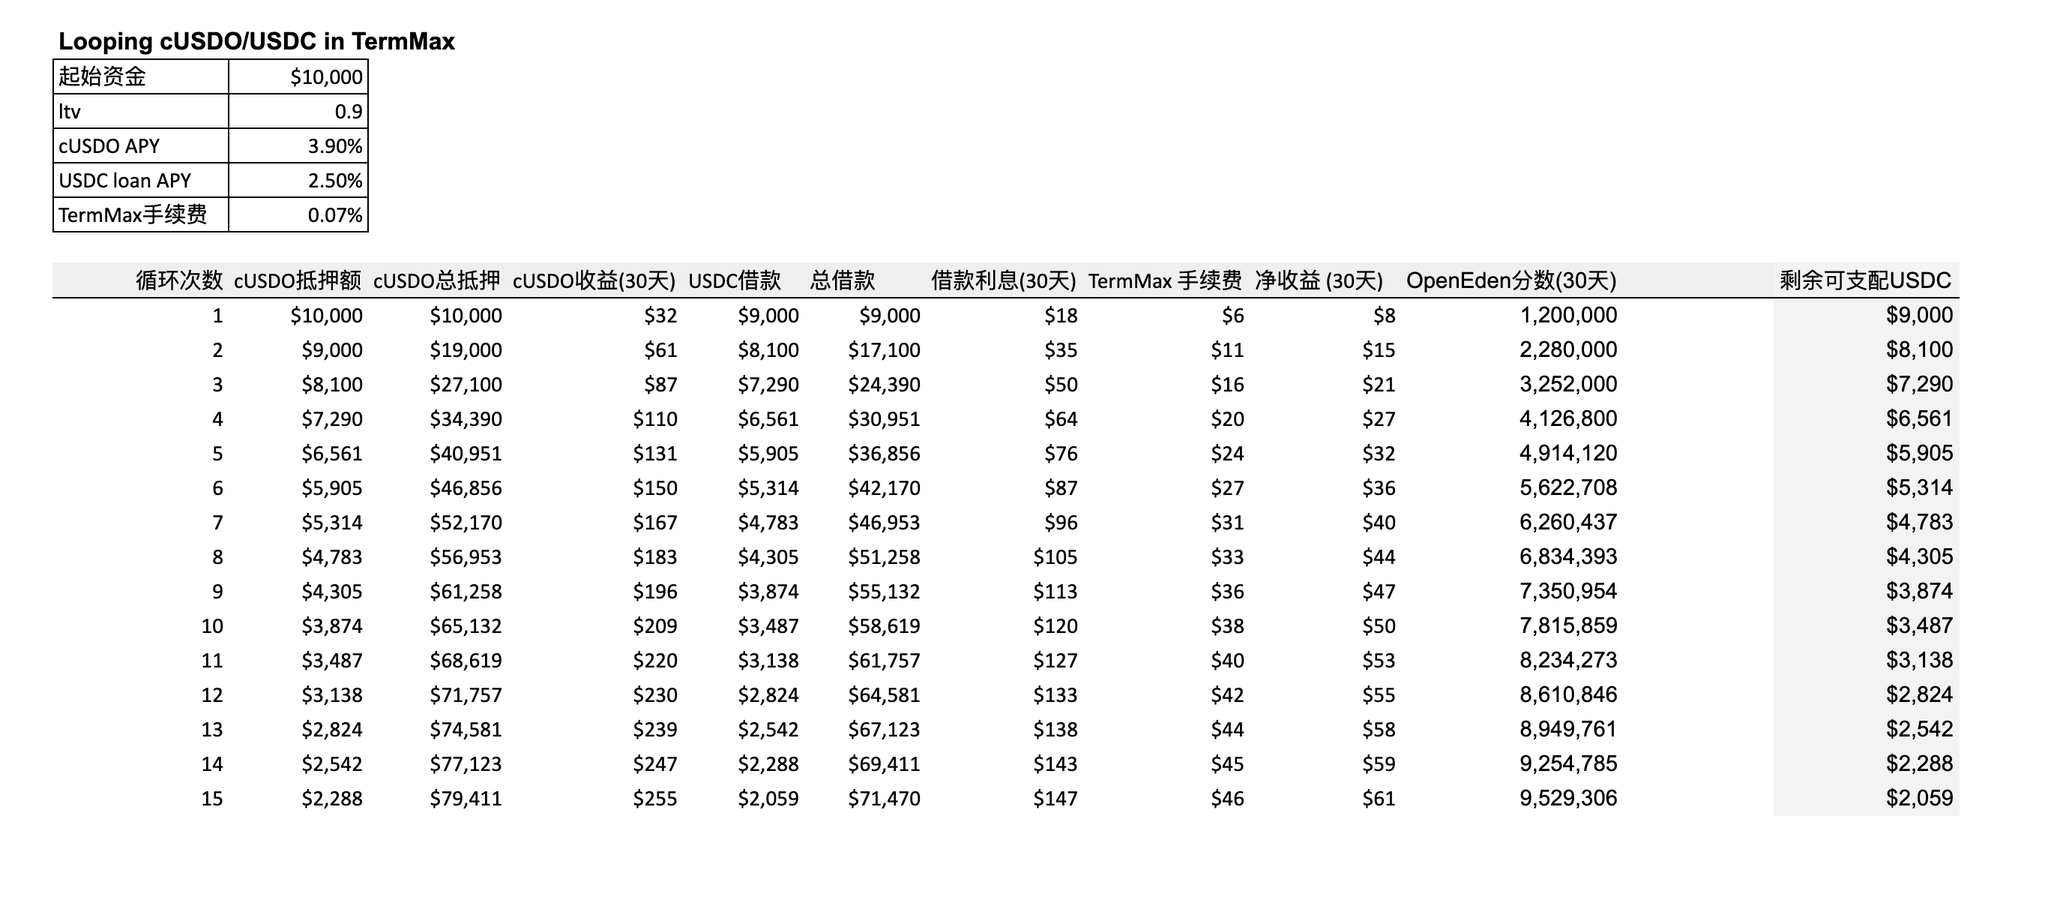 Looping cUSDO/USDC in TermMax
起始资金 $10,000
ltv 0.9
cUSDO APY 3.90%
USDC loan APY 2.50%
TermMax手续费 0.07%
循环次数 cUSDO抵押额 cUSDO总抵押 cUSDO收益(30天) USDC借款 总借款 借款利息(30天) TermMax 手续费 净收益 (30天) OpenEden分数(30天) 剩余可支配USDC
1 $10,000 $10,000 $32 $9,000 $9,000 $18 $6 $8 1,200,000 $9,000
2 $9,000 $19,000 $61 $8,100 $17,100 $35 $11 $15 2,280,000 $8,100
3 $8,100 $27,100 $87 $7,290 $24,390 $50 $16 $21 3,252,000 $7,290
4 $7,290 $34,390 $110 $6,561 $30,951 $64 $20 $27 4,126,800 $6,561
5 $6,561 $40,951 $131 $5,905 $36,856 $76 $24 $32 4,914,120 $5,905
6 $5,905 $46,856 $150 $5,314 $42,170 $87 $27 $36 5,622,708 $5,314
7 $5,314 $52,170 $167 $4,783 $46,953 $96 $31 $40 6,260,437 $4,783
8 $4,783 $56,953 $183 $4,305 $51,258 $105 $33 $44 6,834,393 $4,305
9 $4,305 $61,258 $196 $3,874 $55,132 $113 $36 $47 7,350,954 $3,874
10 $3,874 $65,132 $209 $3,487 $58,619 $120 $38 $50 7,815,859 $3,487
11 $3,487 $68,619 $220 $3,138 $61,757 $127 $40 $53 8,234,273 $3,138
12 $3,138 $71,757 $230 $2,824 $64,581 $133 $42 $55 8,610,846 $2,824
13 $2,824 $74,581 $239 $2,542 $67,123 $138 $44 $58 8,949,761 $2,542
14 $2,542 $77,123 $247 $2,288 $69,411 $143 $45 $59 9,254,785 $2,288
15 $2,288 $79,411 $255 $2,059 $71,470 $147 $46 $61 9,529,306 $2,059